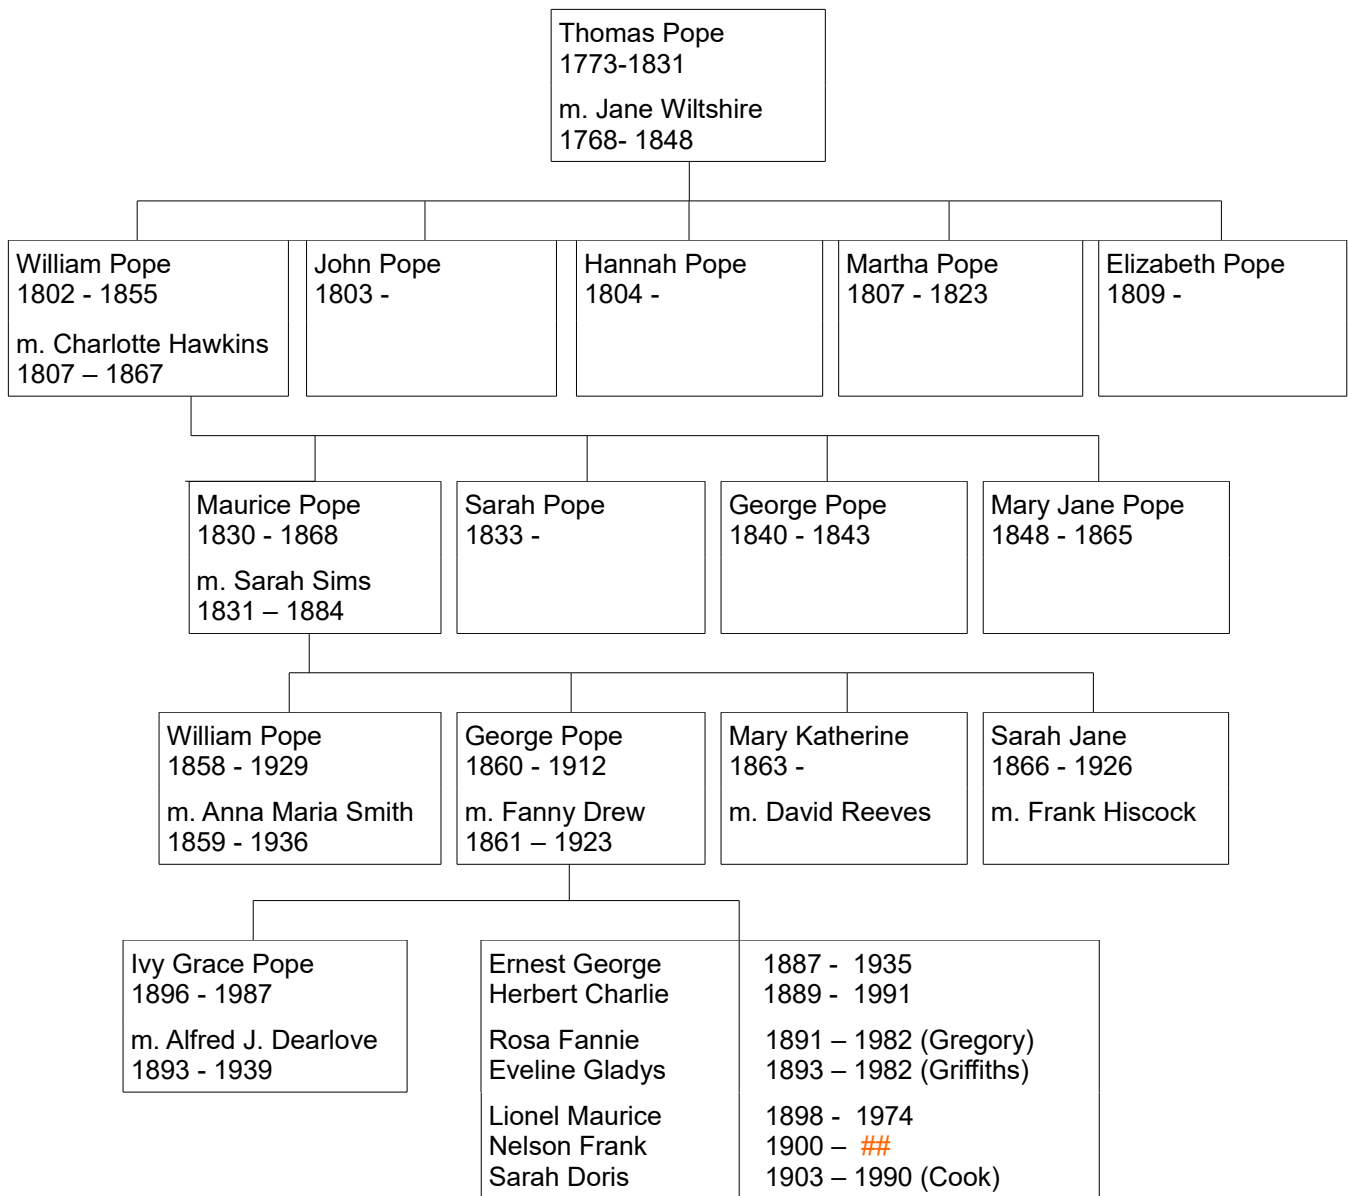 Thomas Pope
1773-1831
m. Jane Wiltshire
1768- 1848
William Pope
1802 - 1855
m. Charlotte Hawkins
1807 – 1867
John Pope
1803 -
Hannah Pope
1804 -
Martha Pope
1807 - 1823
Elizabeth Pope
1809 -
Maurice Pope
1830 - 1868
m. Sarah Sims
1831 – 1884
Sarah Pope
1833 -
George Pope
1840 - 1843
Mary Jane Pope
1848 - 1865
William Pope
1858 - 1929
m. Anna Maria Smith
1859 - 1936
George Pope
1860 - 1912
m. Fanny Drew
1861 – 1923
Mary Katherine
1863 -
m. David Reeves
Sarah Jane
1866 - 1926
m. Frank Hiscock
Ivy Grace Pope
1896 - 1987
m. Alfred J. Dearlove
1893 - 1939
Ernest George 1887 - 1935
Herbert Charlie 1889 - 1991
Rosa Fannie 1891 – 1982 (Gregory)
Eveline Gladys 1893 – 1982 (Griffiths)
Lionel Maurice 1898 - 1974
Nelson Frank 1900 – ##
Sarah Doris 1903 – 1990 (Cook)